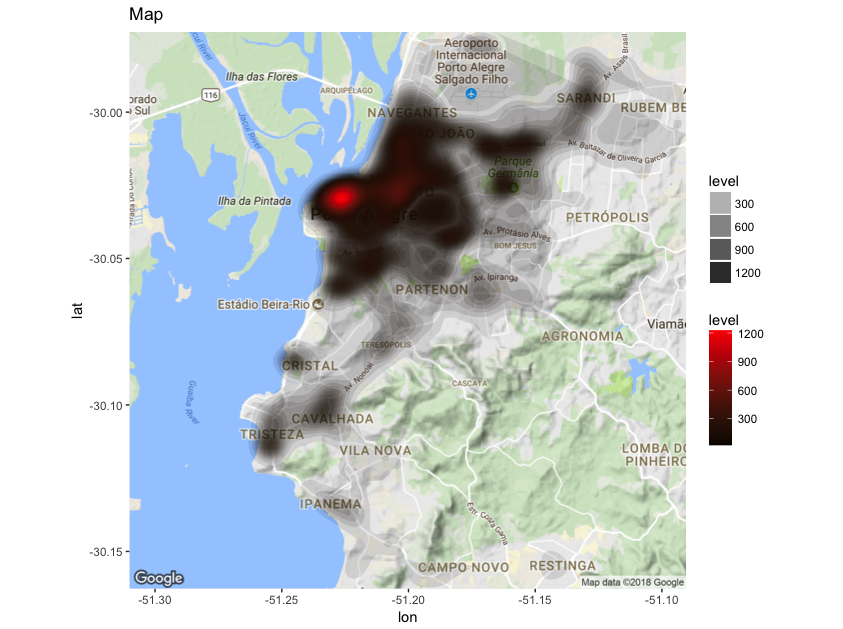 Map
Aeroporto
Internacional
Porto Alegre
Salgado Filho
Jacuí River
Ilha das Flores
116
ARQUIPÉLAGO
Av. Assis Brasil
SARANDI
RUBEM BE
orado
o Sul
NAVEGANTES
JOÃO
Jacuí River
Av. Baltazar de Oliveira Garcia
Parque
Germânia
Ilha da Pintada
Porto Alegre
PETRÓPOLIS
Av. Protásio Alves
BOM JESUS
Av. Ipiranga
PARTENON
Estádio Beira-Rio
Viamão
AGRONOMIA
TERESÓPOLIS
CRISTAL
Av. Nonoai
CASCATA
Guaíba River
CAVALHADA
TRISTEZA
VILA NOVA
LOMBA DO
PINHEIRO
IPANEMA
Estr. Costa Gama
CAMPO NOVO
RESTINGA
Google
Map data ©2018 Google
-30.00
-30.05
-30.10
-30.15
lat
-51.30
-51.25
-51.20
-51.15
-51.10
lon
level
300
600
900
1200
level
1200
900
600
300